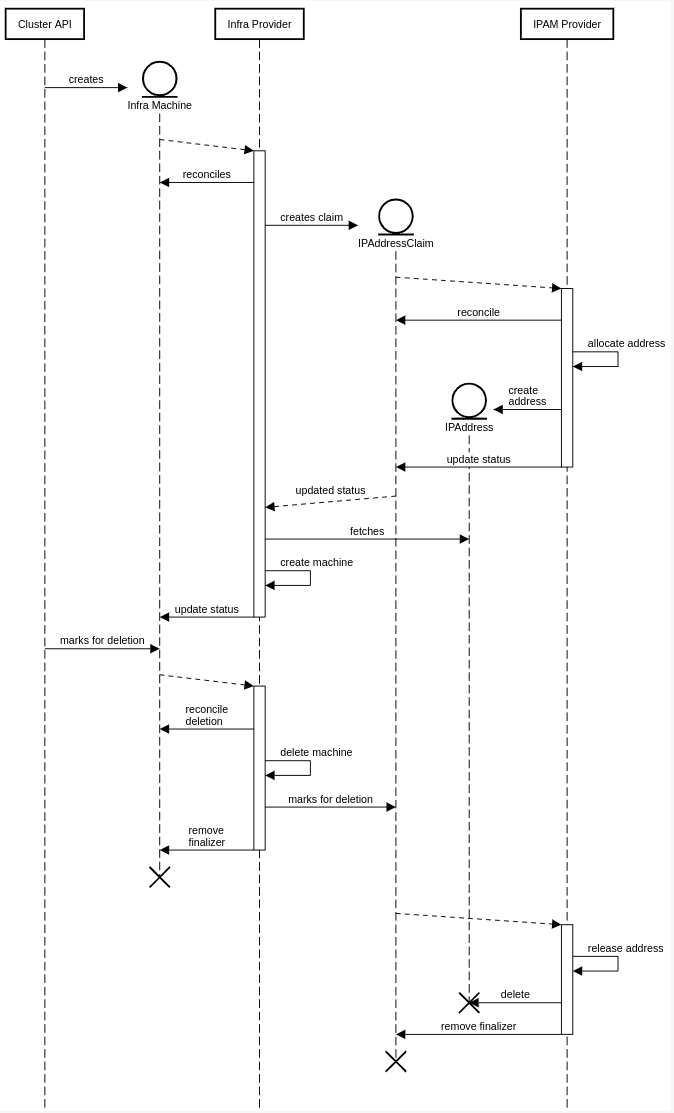 Cluster API
Infra Provider
IPAM Provider
creates
Infra Machine
reconciles
creates claim
IPAddressClaim
reconcile
allocate address
create
address
IPAddress
update status
updated status
fetches
create machine
update status
marks for deletion
reconcile
deletion
delete machine
marks for deletion
remove
finalizer
release address
delete
remove finalizer